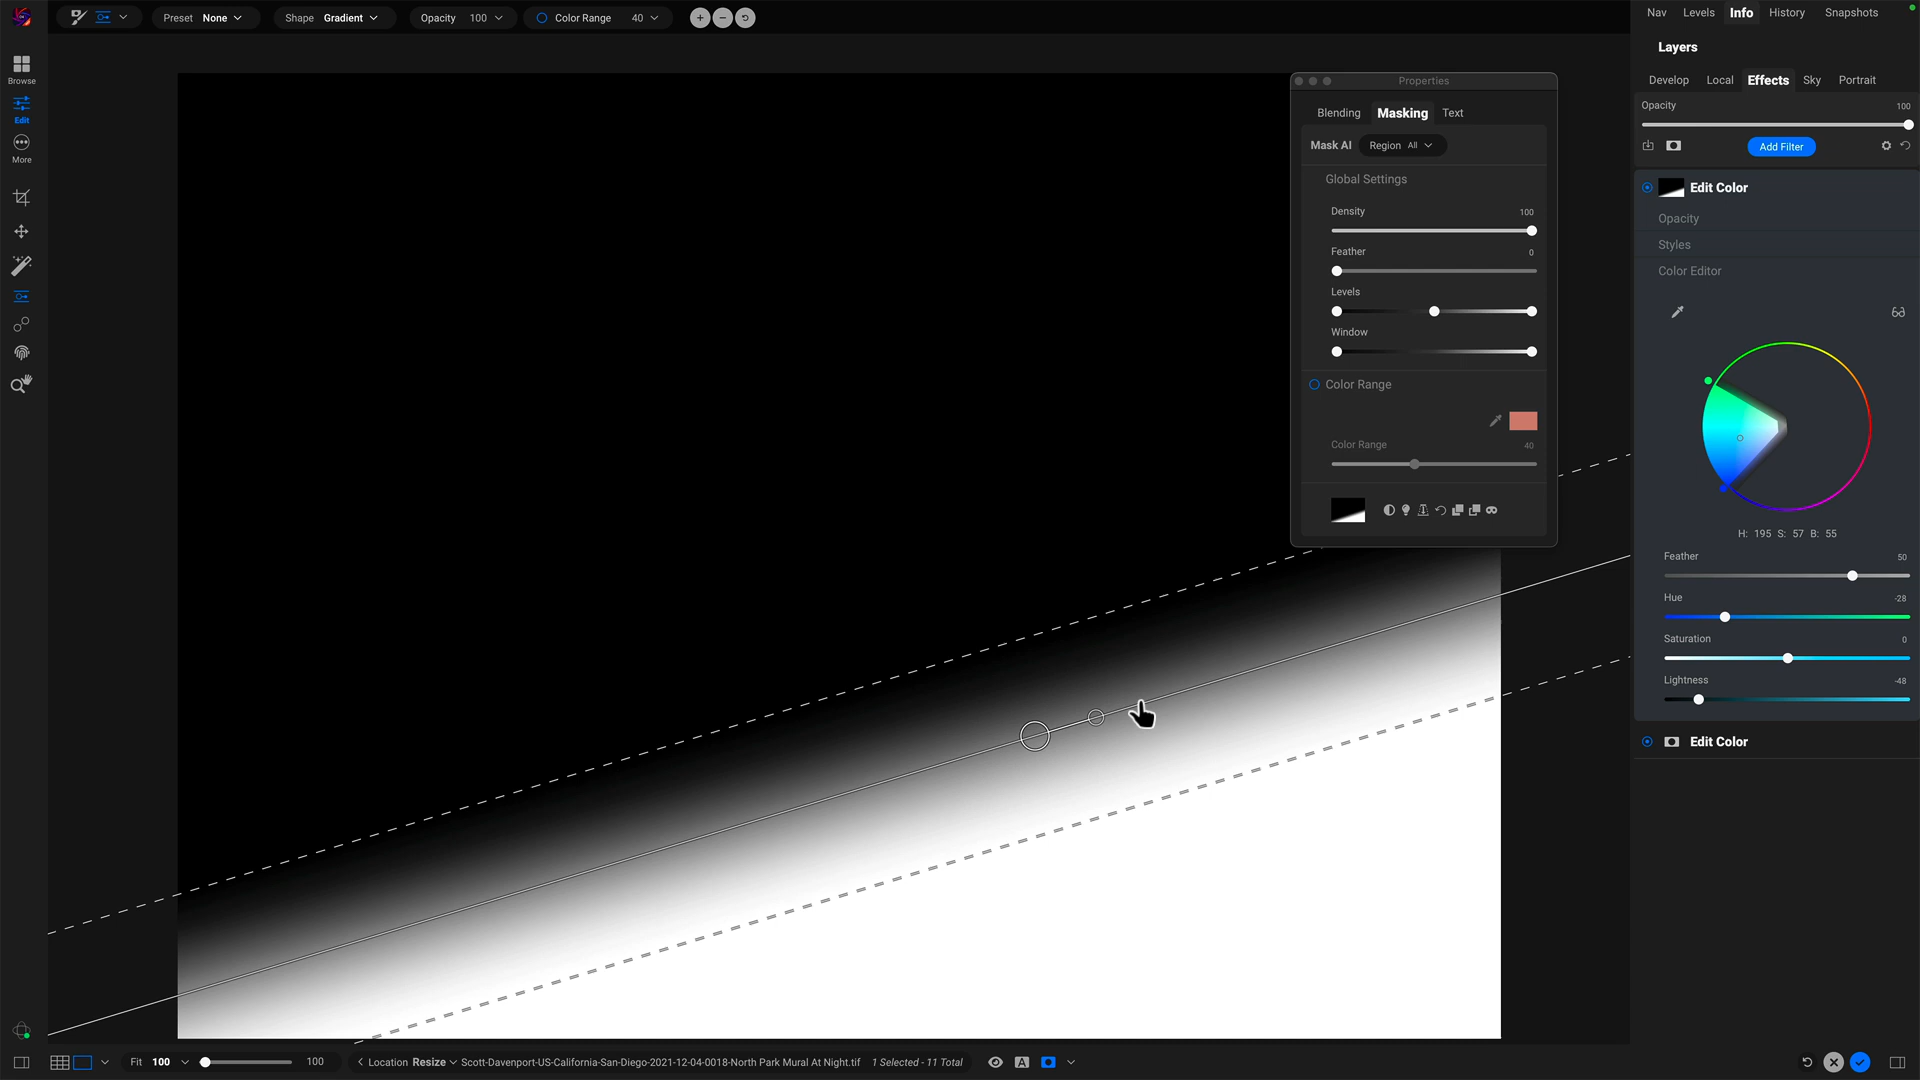 Preset None
Shape Gradient
Opacity 100
Color Range 40
Nav Levels Info History Snapshots
Layers
Develop Local Effects Sky Portrait
Opacity 100
Add Filter
Edit Color
Opacity
Styles
Color Editor
H: 195 S: 57 B: 55
Feather 50
Hue -28
Saturation 0
Lightness -48
Edit Color
Browse
Edit
More
Properties
Blending Masking Text
Mask AI Region All
Global Settings
Density 100
Feather 0
Levels
Window
Color Range
Color Range 40
Fit 100 100
Location Resize Scott-Davenport-US-California-San-Diego-2021-12-04-0018-North Park Mural At Night.tif 1 Selected - 11 Total
A